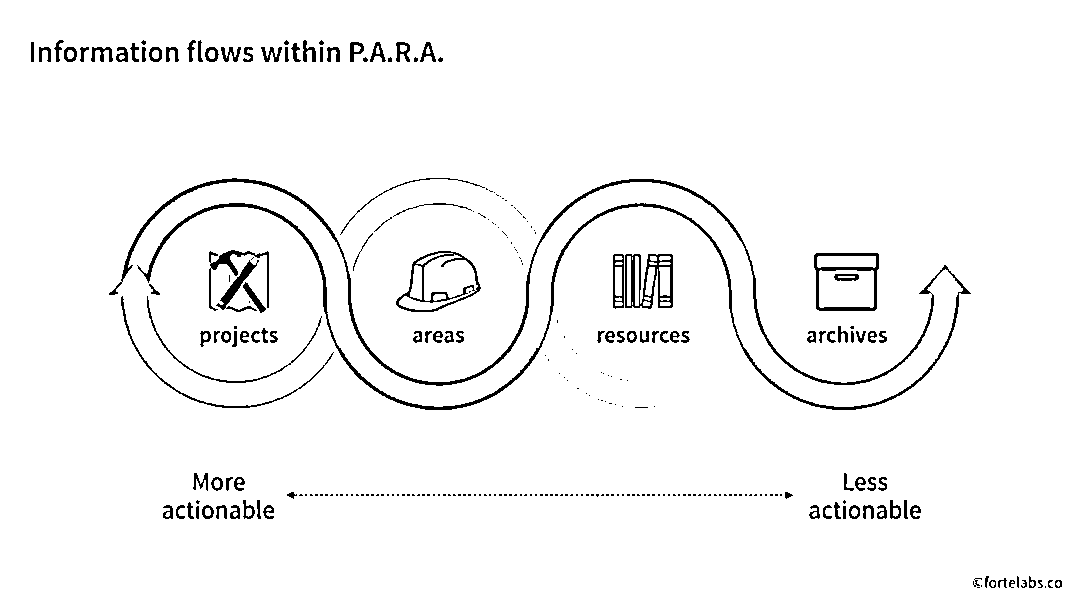 Information flows within P.A.R.A.
projects
areas
resources
archives
More
actionable
Less
actionable
©fortelabs.co